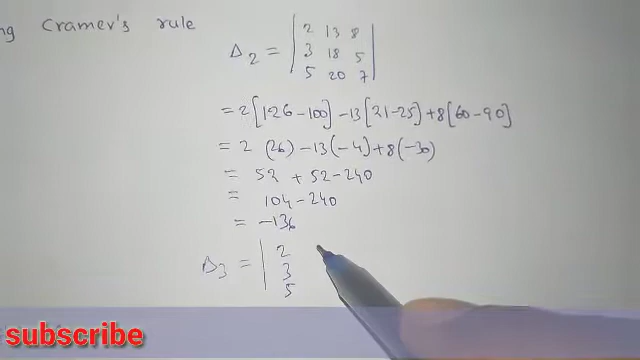 ng Cramer's rule
Δ2 = | 2 13 8 |
| 3 18 5 |
| 5 20 7 |
= 2[126-100] -13[21-25] +8[60-90]
= 2 (26) -13(-4) +8(-30)
= 52 + 52 - 240
= 104 - 240
= -136
Δ3 = | 2
3
5
subscribe